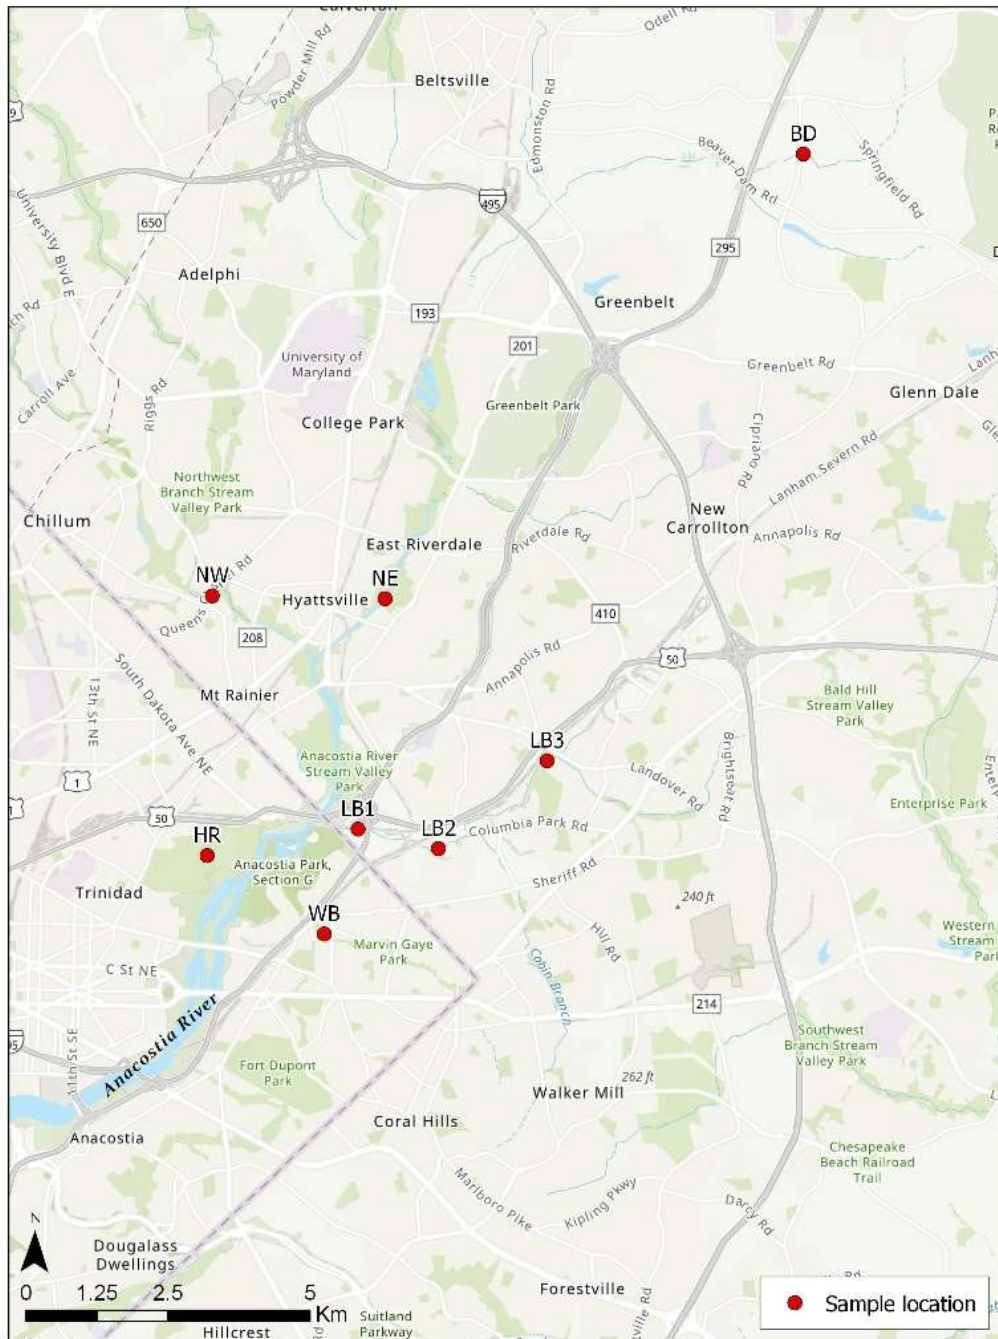 Calverton
Powder Mill Rd
Odell Rd
Beltsville
Edmonston Rd
BD
Beaver Dam Rd
Springfield Rd
495
University Blvd E
650
295
Adelphi
Greenbelt
193
201
University of
Maryland
Greenbelt Rd
Carroll Ave
Riggs Rd
Greenbelt Park
Glenn Dale
College Park
Cipriano Rd
Lanham Severn Rd
Northwest
Branch Stream
Valley Park
New
Carrollton
Chillum
Annapolis Rd
East Riverdale
Riverdale Rd
NW
NE
Queens Chapel Rd
Hyattsville
410
208
South Dakota Ave NE
Annapolis Rd
50
13th St NE
Mt Rainier
Bald Hill
Stream Valley
Park
LB3
Brightseat Rd
Anacostia River
Stream Valley
Park
Landover Rd
1
Enterprise Park
50
LB1
LB2
Columbia Park Rd
HR
Anacostia Park,
Section G
Sheriff Rd
Trinidad
240 ft
WB
Hill Rd
Marvin Gaye
Park
Western
Stream
Park
C St NE
Cabin Branch
214
11th St SE
Anacostia River
Southwest
Branch Stream
Valley Park
Fort Dupont
Park
262 ft
Walker Mill
Coral Hills
Anacostia
Chesapeake
Beach Railroad
Trail
Marlboro Pike
Kipling Pkwy
Darcy Rd
N
Dougalass
Dwellings
0 1.25 2.5 5
Km
Forestville
Hillcrest
Suitland
Parkway
Sample location